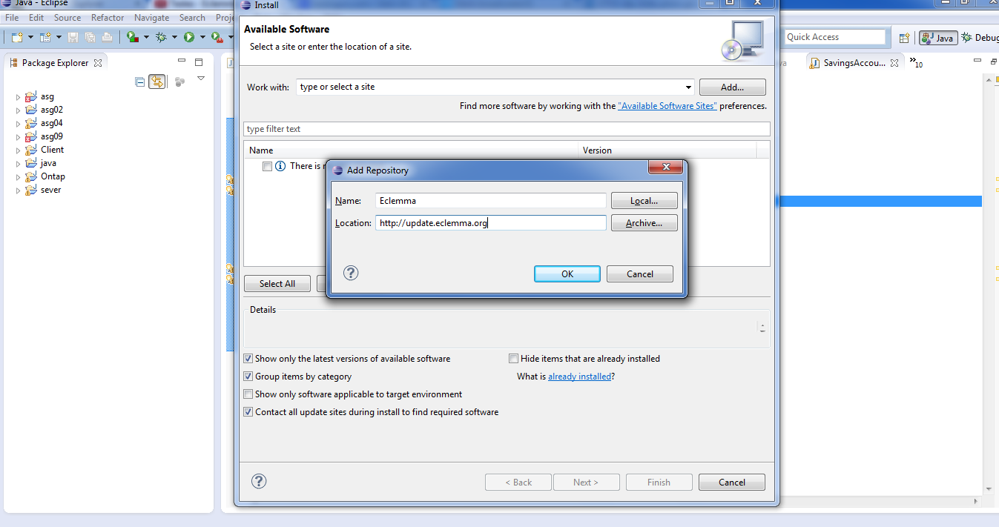 Java - Eclipse
File Edit Source Refactor Navigate Search Proje
Quick Access
Java
Debug
Package Explorer
asg
asg02
asg04
asg09
Client
java
Ontap
sever
SavingsAccou...
10
Install
Available Software
Select a site or enter the location of a site.
Work with:
type or select a site
Add...
Find more software by working with the "Available Software Sites" preferences.
type filter text
Name
Version
There is
Add Repository
Name:
Eclemma
Local...
Location:
http://update.eclemma.org
Archive...
?
OK
Cancel
Select All
Details
Show only the latest versions of available software
Hide items that are already installed
Group items by category
What is already installed?
Show only software applicable to target environment
Contact all update sites during install to find required software
?
< Back
Next >
Finish
Cancel